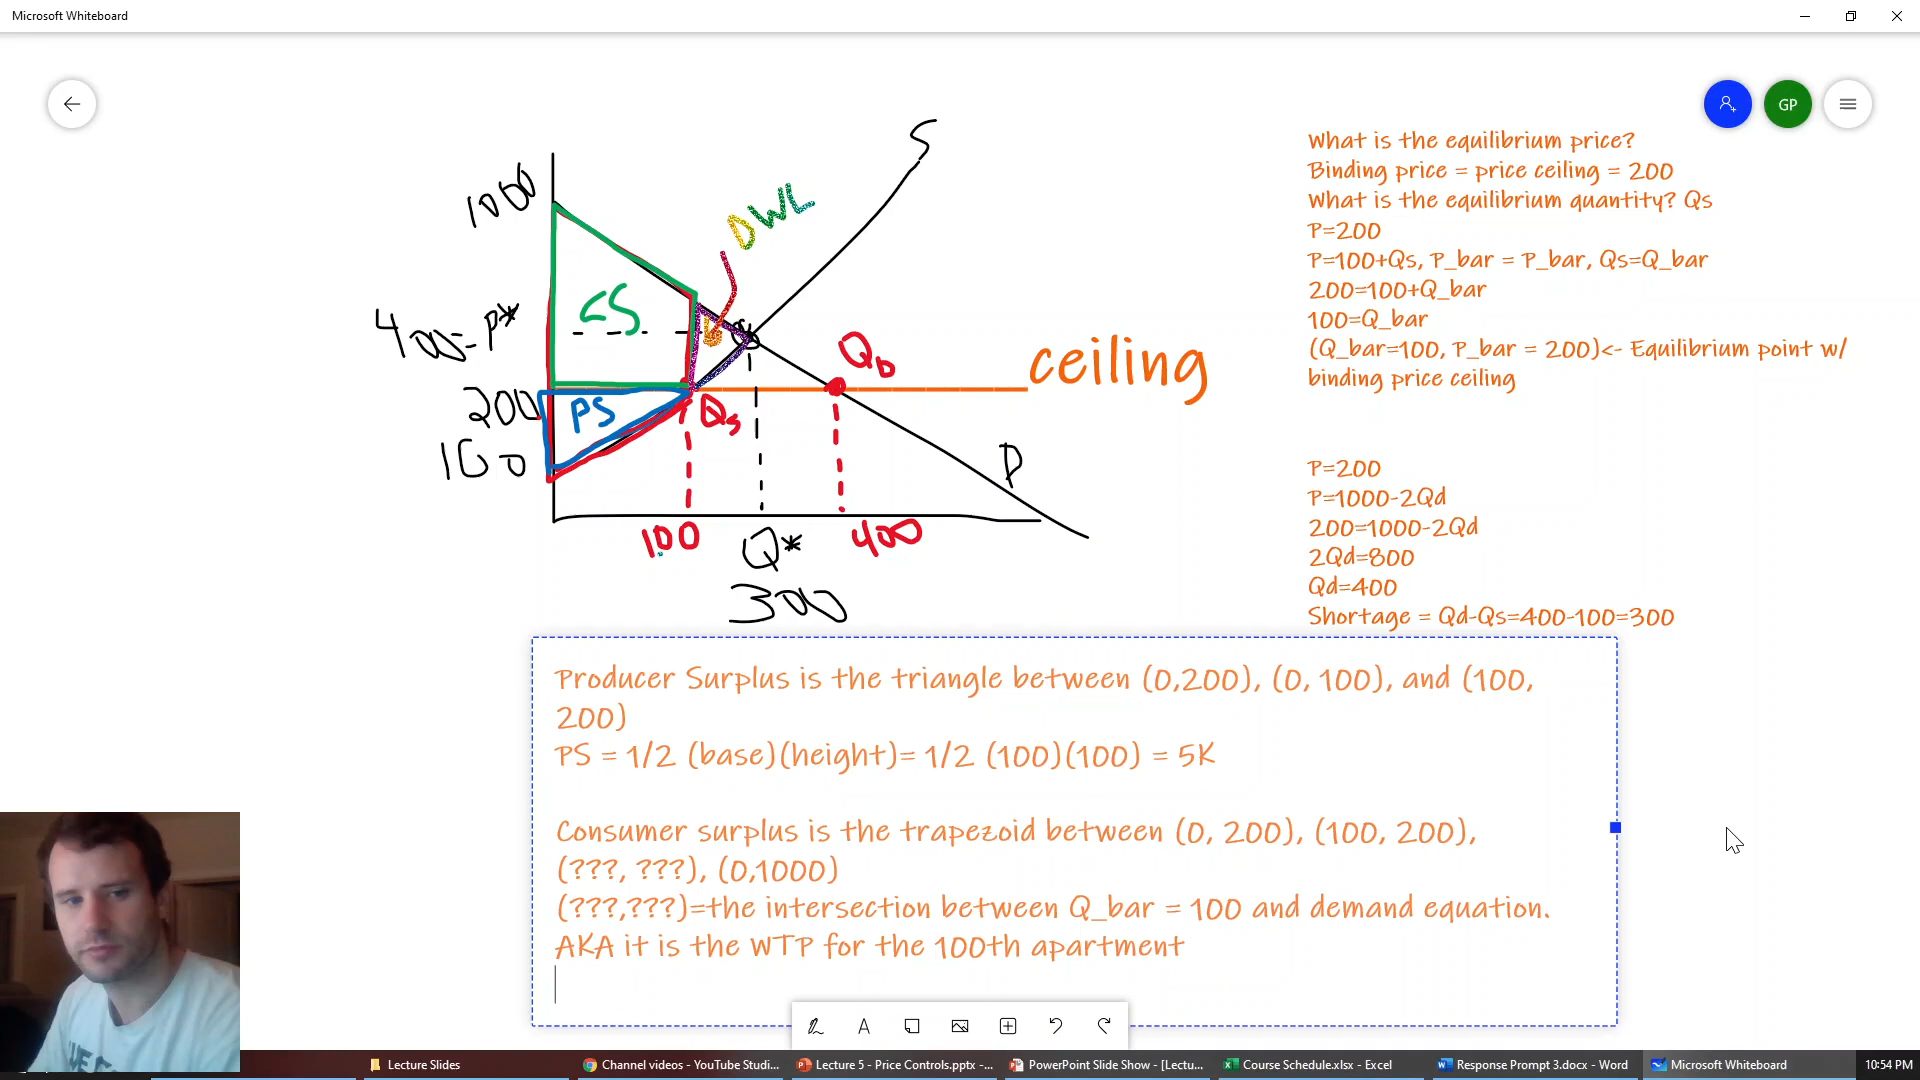 Microsoft Whiteboard
GP
1000
S
DWL
CS
400=P*
D
QD
ceiling
200
PS
Qs
100
D
100
Q*
400
300
What is the equilibrium price?
Binding price = price ceiling = 200
What is the equilibrium quantity? Qs
P=200
P=100+Qs, P_bar = P_bar, Qs=Q_bar
200=100+Q_bar
100=Q_bar
(Q_bar=100, P_bar = 200)<- Equilibrium point w/
binding price ceiling
P=200
P=1000-2Qd
200=1000-2Qd
2Qd=800
Qd=400
Shortage = Qd-Qs=400-100=300
Producer Surplus is the triangle between (0,200), (0, 100), and (100,
200)
PS = 1/2 (base)(height)= 1/2 (100)(100) = 5K
Consumer surplus is the trapezoid between (0, 200), (100, 200),
(???, ???), (0,1000)
(???,???)=the intersection between Q_bar = 100 and demand equation.
AKA it is the WTP for the 100th apartment
Lecture Slides
Channel videos - YouTube Studi...
Lecture 5 - Price Controls.pptx -...
PowerPoint Slide Show - [Lectu...
Course Schedule.xlsx - Excel
Response Prompt 3.docx - Word
Microsoft Whiteboard
10:54 PM